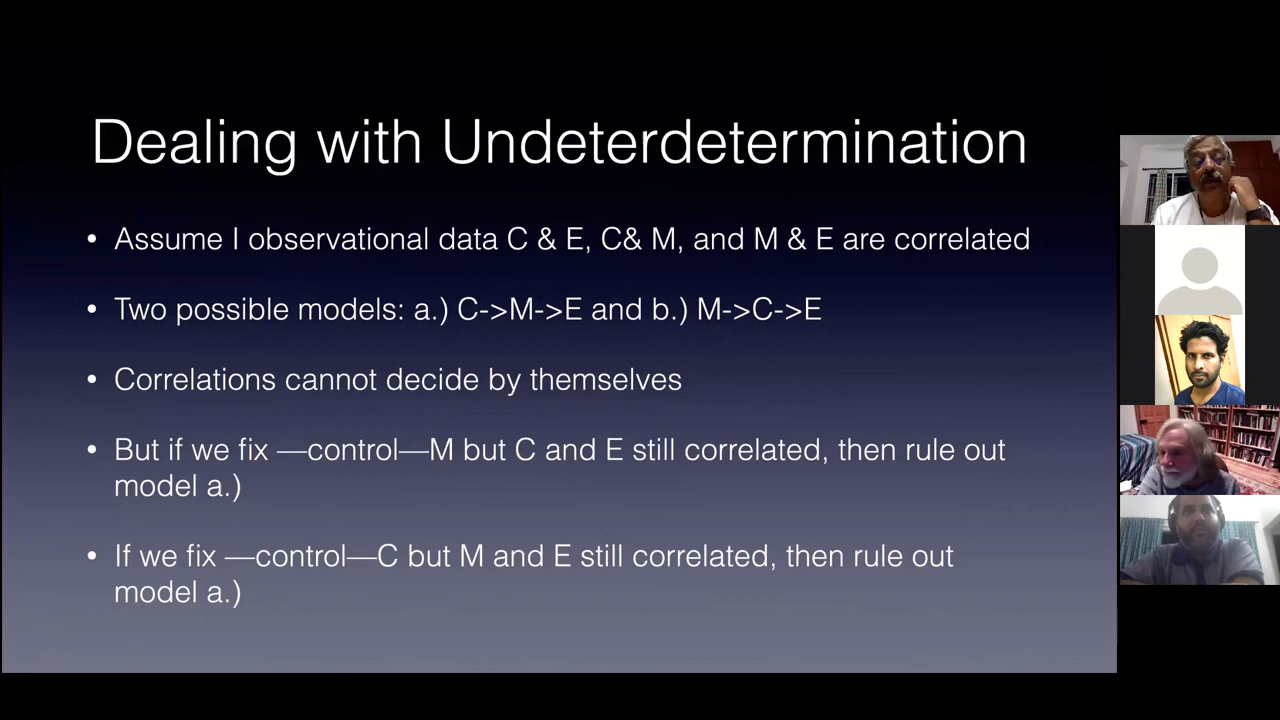 Dealing with Undeterdetermination
• Assume I observational data C & E, C& M, and M & E are correlated
• Two possible models: a.) C->M->E and b.) M->C->E
• Correlations cannot decide by themselves
• But if we fix —control—M but C and E still correlated, then rule out
model a.)
• If we fix —control—C but M and E still correlated, then rule out
model a.)